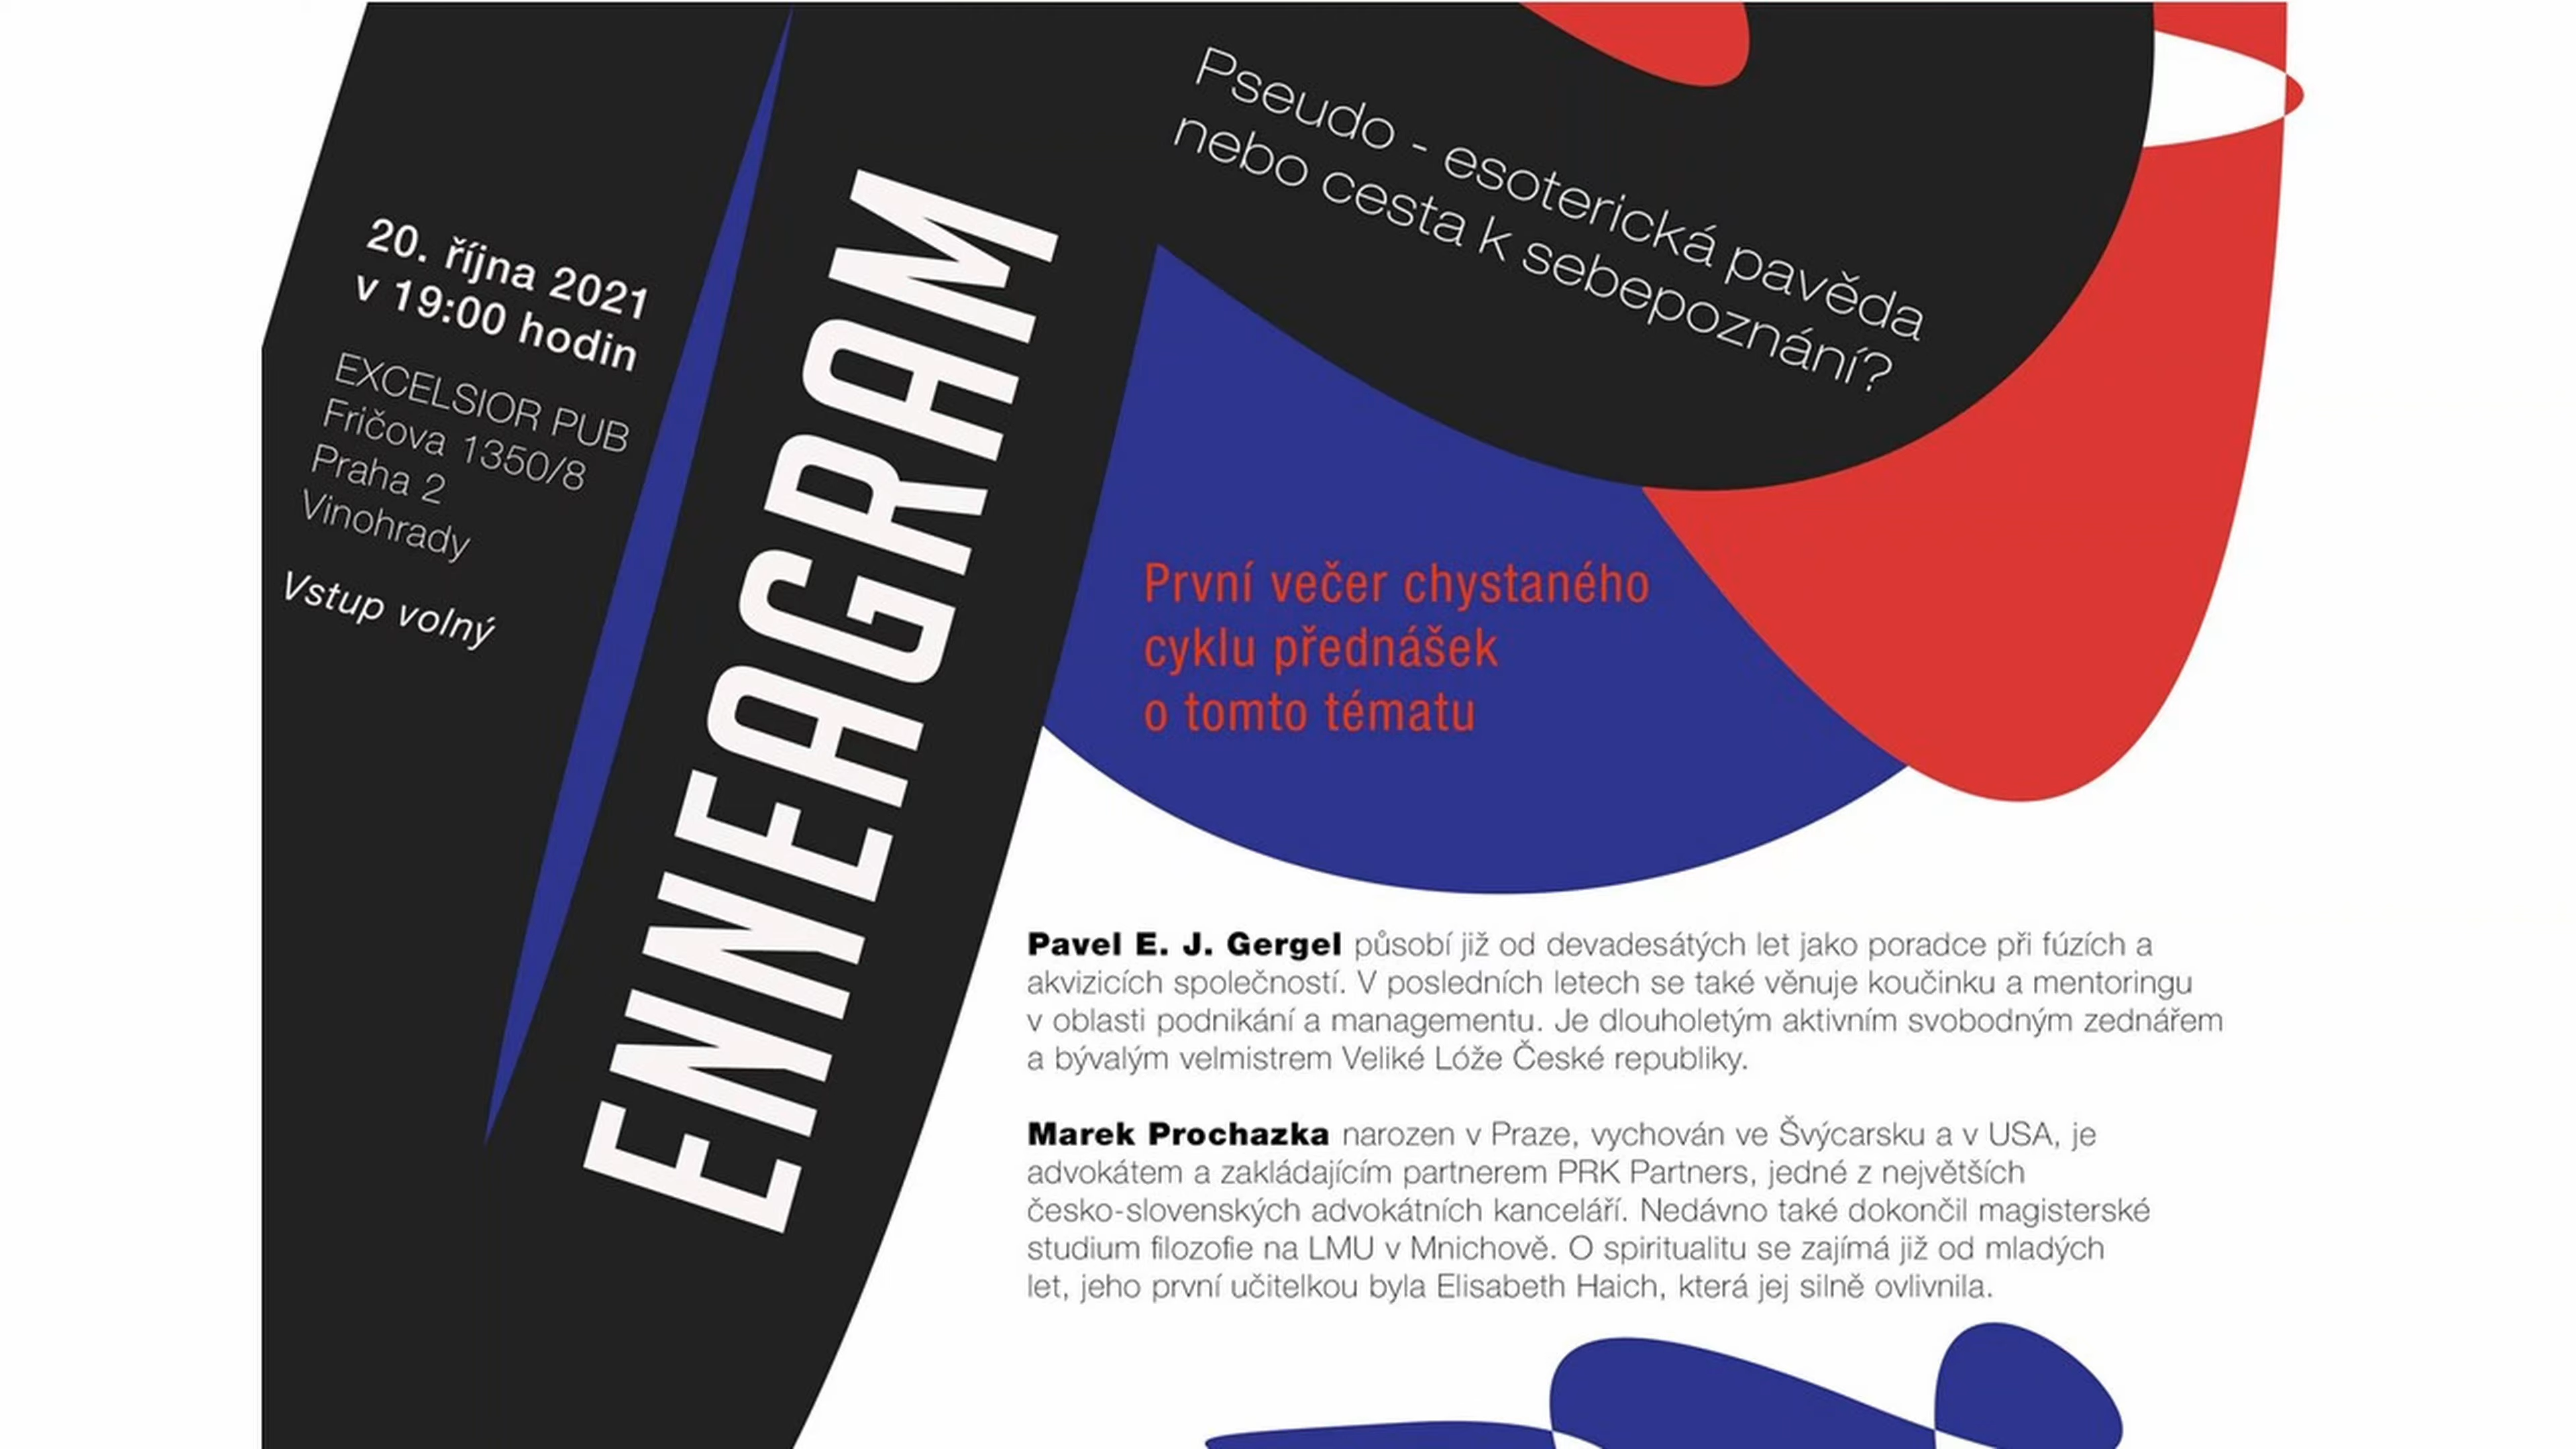 20. října 2021
v 19:00 hodin
EXCELSIOR PUB
Fričova 1350/8
Praha 2
Vinohrady
Vstup volný
ENNEAGRAM
Pseudo - esoterická pavěda
nebo cesta k sebepoznání?
První večer chystaného
cyklu přednášek
o tomto tématu
Pavel E. J. Gergel působí již od devadesátých let jako poradce při fúzích a
akvizicích společností. V posledních letech se také věnuje koučinku a mentoringu
v oblasti podnikání a managementu. Je dlouholetým aktivním svobodným zednářem
a bývalým velmistrem Veliké Lóže České republiky.
Marek Prochazka narozen v Praze, vychován ve Švýcarsku a v USA, je
advokátem a zakládajícím partnerem PRK Partners, jedné z největších
česko-slovenských advokátních kanceláří. Nedávno také dokončil magisterské
studium filozofie na LMU v Mnichově. O spiritualitu se zajímá již od mladých
let, jeho první učitelkou byla Elisabeth Haich, která jej silně ovlivnila.